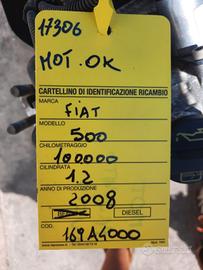 17306
MOT. OK
CARTELLINO DI IDENTIFICAZIONE RICAMBIO
MARCA
FIAT
MODELLO
500
CHILOMETRAGGIO
100000
CILINDRATA
1.2
ANNO DI PRODUZIONE
2008
DIESEL
COD.
169A4000